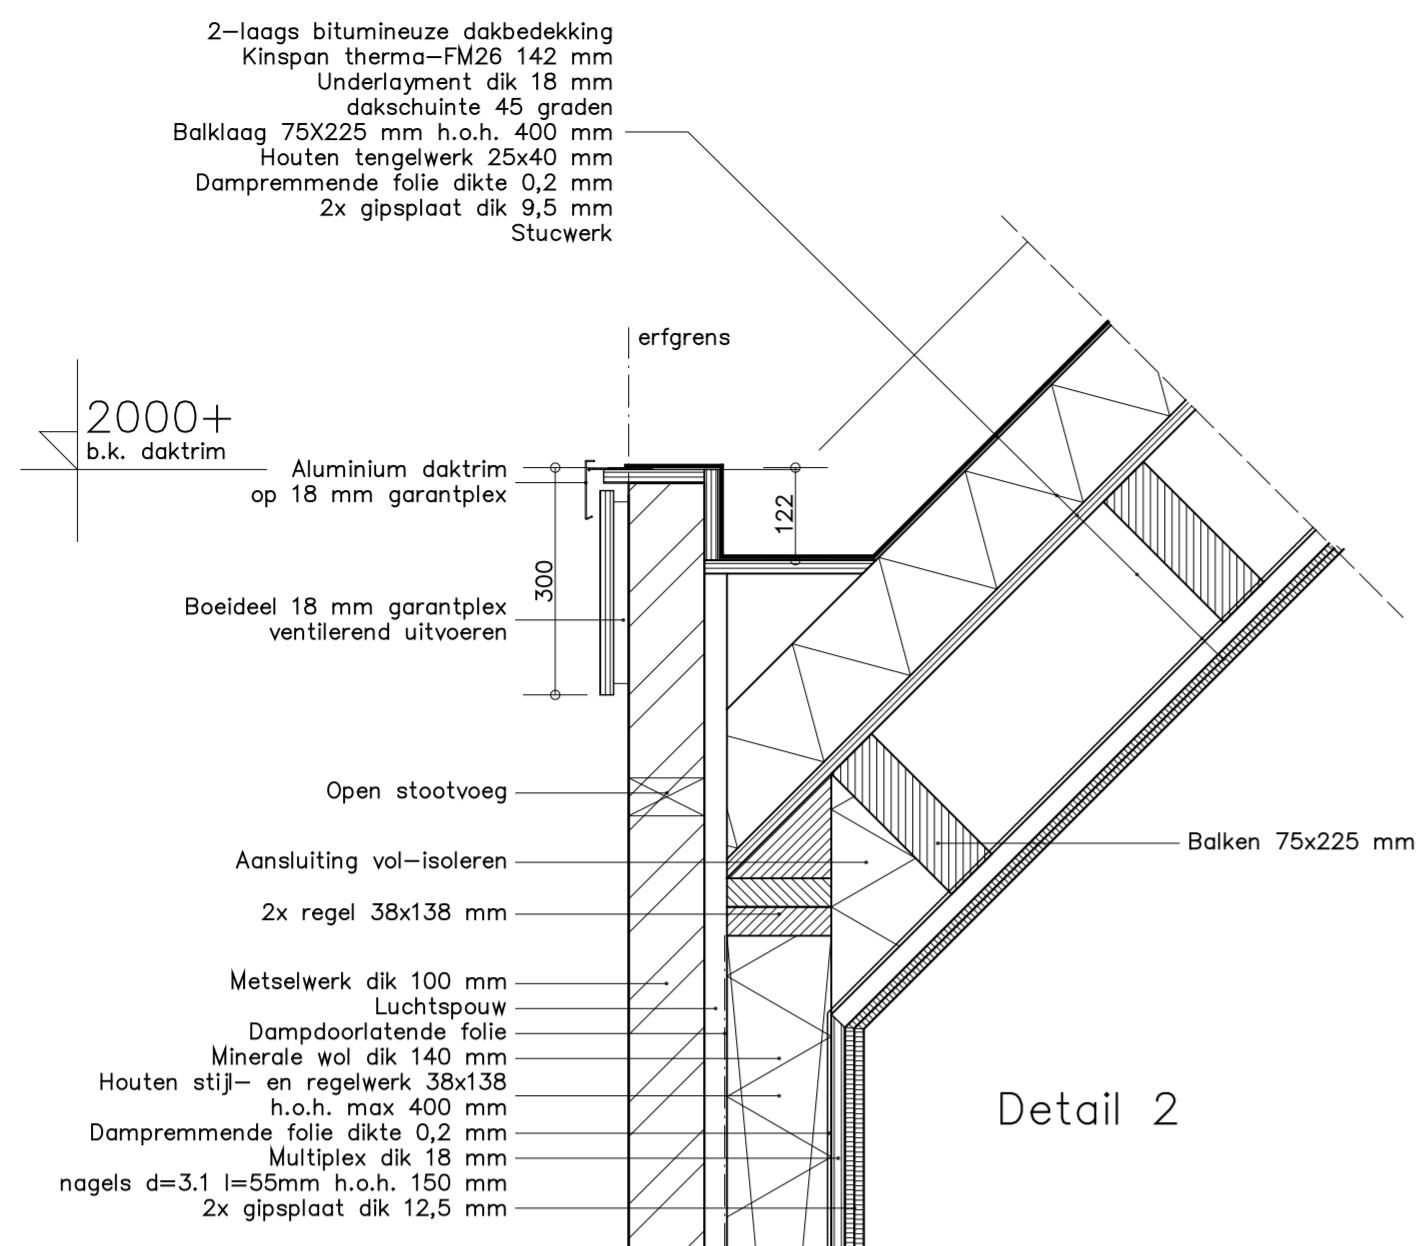 2-laags bitumineuze dakbedekking
Kinspan therma-FM26 142 mm
Underlayment dik 18 mm
dakschuinte 45 graden
Balklaag 75X225 mm h.o.h. 400 mm
Houten tengelwerk 25x40 mm
Dampremmende folie dikte 0,2 mm
2x gipsplaat dik 9,5 mm
Stucwerk
erfgrens
2000+
b.k. daktrim
Aluminium daktrim
op 18 mm garantplex
122
300
Boeideel 18 mm garantplex
ventilerend uitvoeren
Open stootvoeg
Balken 75x225 mm
Aansluiting vol-isoleren
2x regel 38x138 mm
Metselwerk dik 100 mm
Luchtspouw
Dampdoorlatende folie
Minerale wol dik 140 mm
Houten stijl- en regelwerk 38x138
h.o.h. max 400 mm
Dampremmende folie dikte 0,2 mm
Multiplex dik 18 mm
nagels d=3.1 l=55mm h.o.h. 150 mm
2x gipsplaat dik 12,5 mm
Detail 2